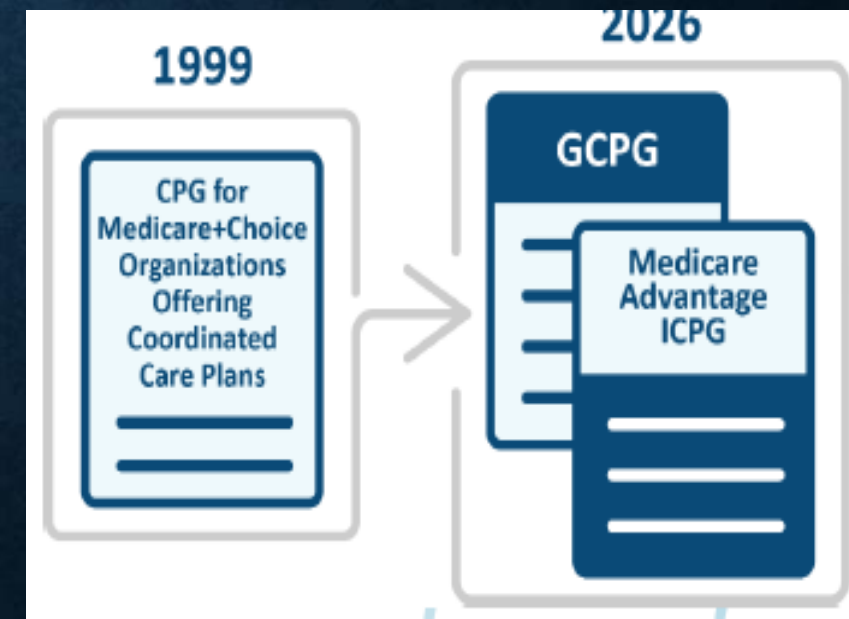 1999
CPG for
Medicare+Choice
Organizations
Offering
Coordinated
Care Plans
2026
GCPG
Medicare
Advantage
ICPG